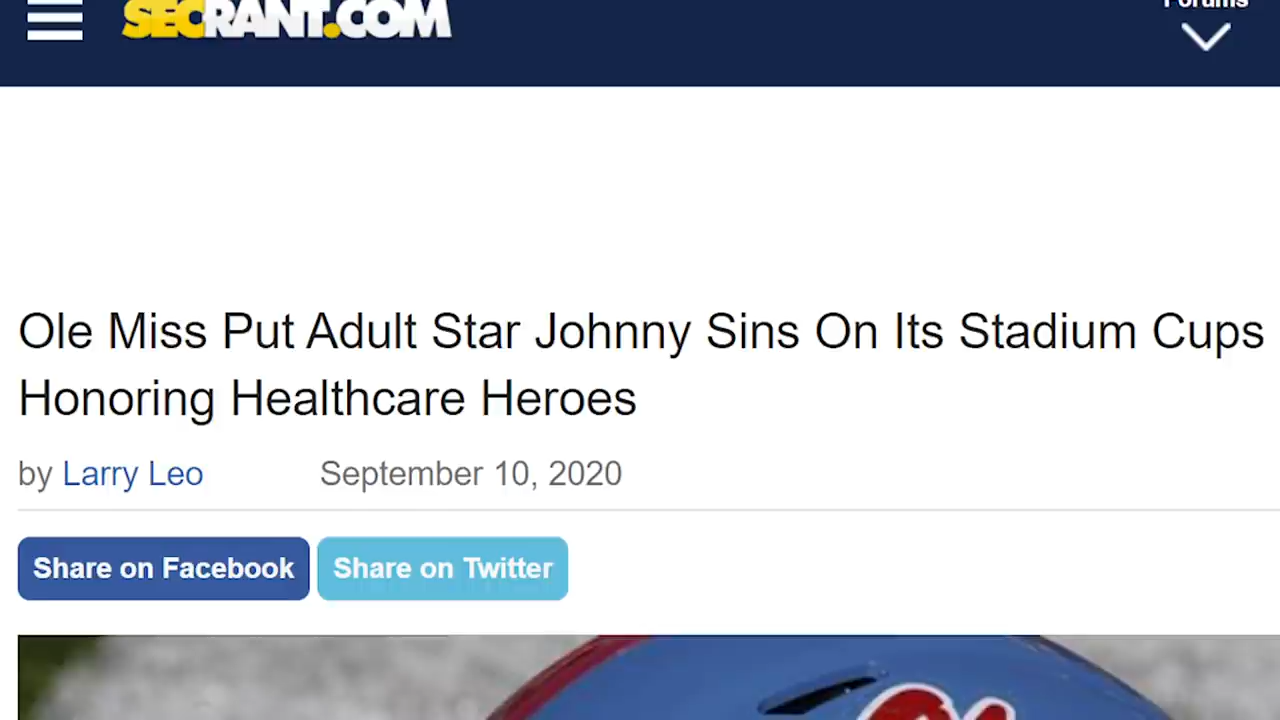 SECRANT.COM
Forums
Ole Miss Put Adult Star Johnny Sins On Its Stadium Cups
Honoring Healthcare Heroes
by Larry Leo September 10, 2020
Share on Facebook Share on Twitter